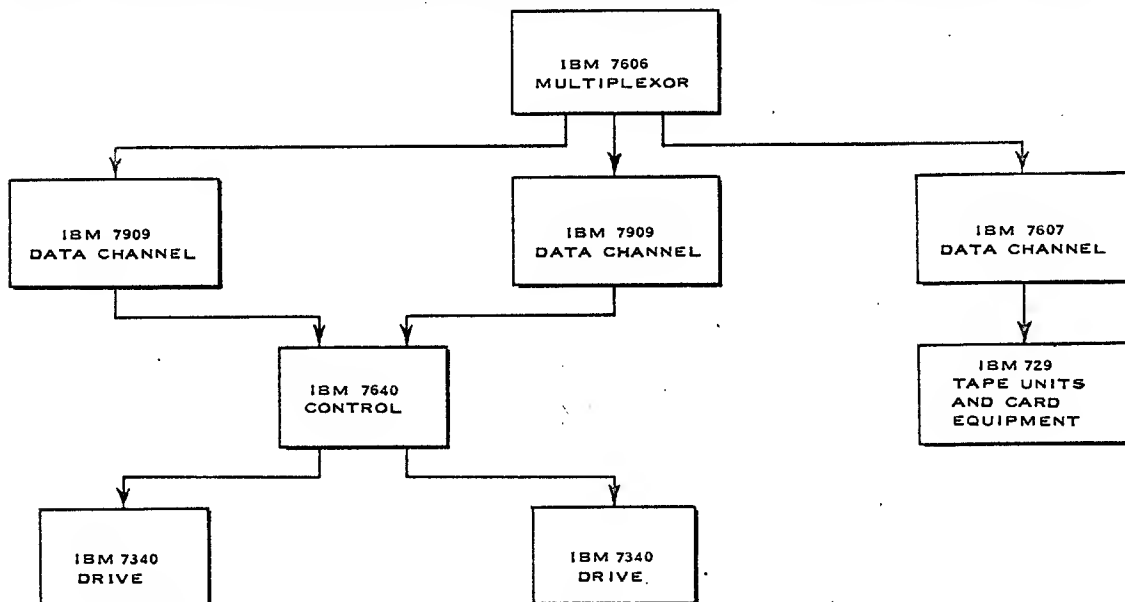 IBM 7606
MULTIPLEXOR
IBM 7909
DATA CHANNEL
IBM 7909
DATA CHANNEL
IBM 7607
DATA CHANNEL
IBM 7640
CONTROL
IBM 729
TAPE UNITS
AND CARD
EQUIPMENT
IBM 7340
DRIVE
IBM 7340
DRIVE